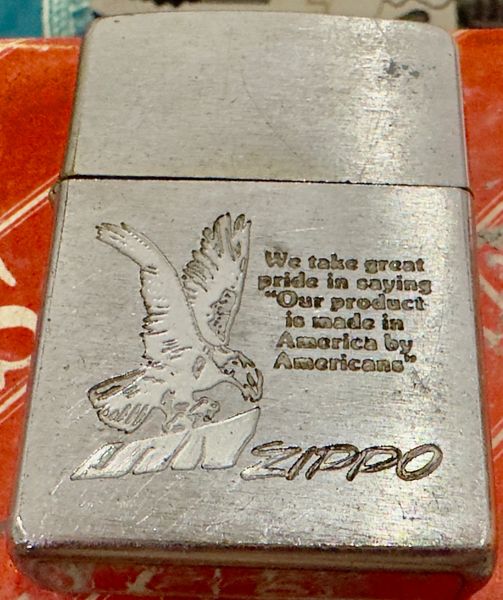 We take great
pride in saying
"Our product
is made in
America by
Americans"
ZIPPO